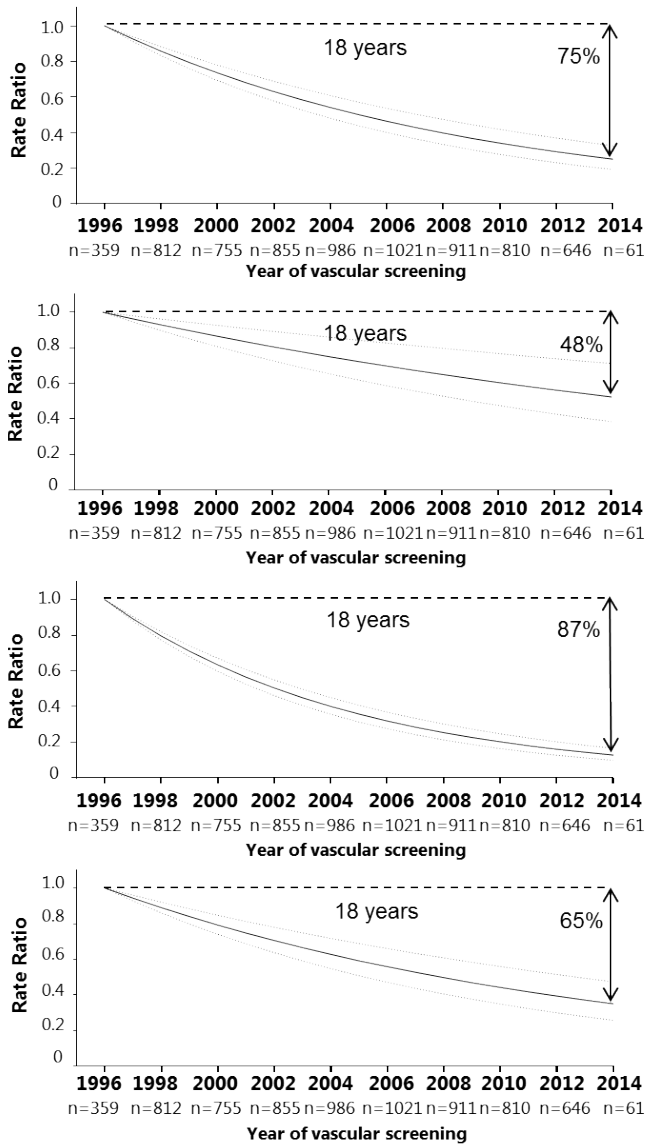 1.0
18 years
75%
0.8
0.6
0.4
0.2
0
Rate Ratio
1996 1998 2000 2002 2004 2006 2008 2010 2012 2014
n=359 n=812 n=755 n=855 n=986 n=1021 n=911 n=810 n=646 n=61
Year of vascular screening
1.0
18 years
48%
0.8
0.6
0.4
0.2
0
Rate Ratio
1996 1998 2000 2002 2004 2006 2008 2010 2012 2014
n=359 n=812 n=755 n=855 n=986 n=1021 n=911 n=810 n=646 n=61
Year of vascular screening
1.0
18 years
87%
0.8
0.6
0.4
0.2
0
Rate Ratio
1996 1998 2000 2002 2004 2006 2008 2010 2012 2014
n=359 n=812 n=755 n=855 n=986 n=1021 n=911 n=810 n=646 n=61
Year of vascular screening
1.0
18 years
65%
0.8
0.6
0.4
0.2
0
Rate Ratio
1996 1998 2000 2002 2004 2006 2008 2010 2012 2014
n=359 n=812 n=755 n=855 n=986 n=1021 n=911 n=810 n=646 n=61
Year of vascular screening